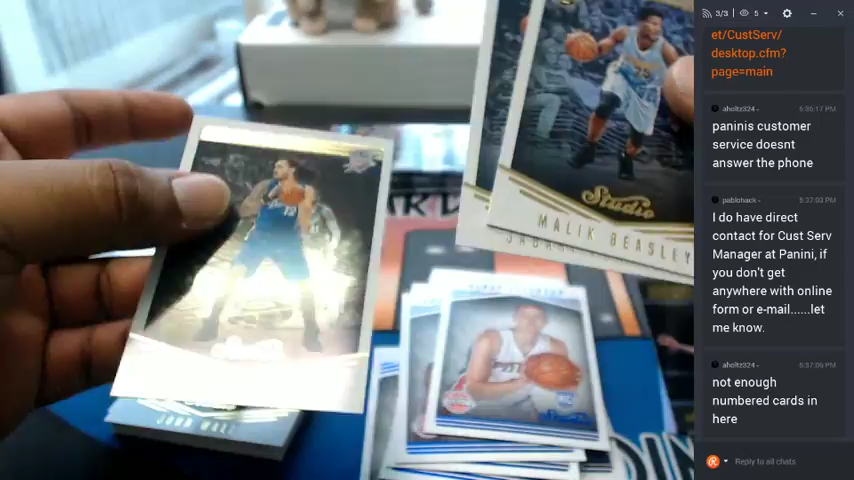 3/3
5
et/CustServ/
desktop.cfm?
page=main
aholtz324
5:36:17 PM
paninis customer
service doesnt
answer the phone
pablohack
5:37:03 PM
I do have direct
contact for Cust Serv
Manager at Panini, if
you don't get
anywhere with online
form or e-mail......let
me know.
aholtz324
5:37:09 PM
not enough
numbered cards in
here
Reply to all chats
Studio
MALIK BEASLEY
JOHN WALL